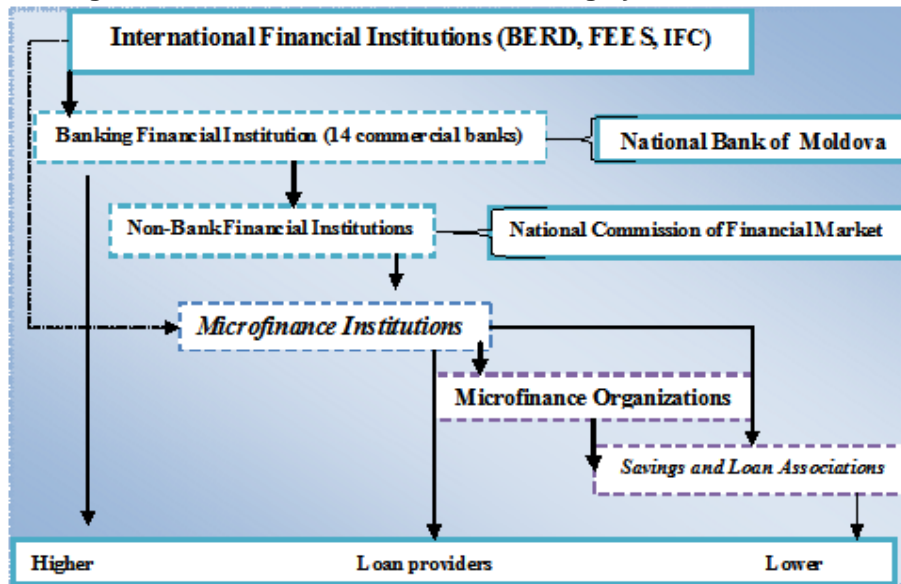 International Financial Institutions (BERD, FEES, IFC)
Banking Financial Institution (14 commercial banks)
National Bank of Moldova
Non-Bank Financial Institutions
National Commission of Financial Market
Microfinance Institutions
Microfinance Organizations
Savings and Loan Associations
Higher Loan providers Lower